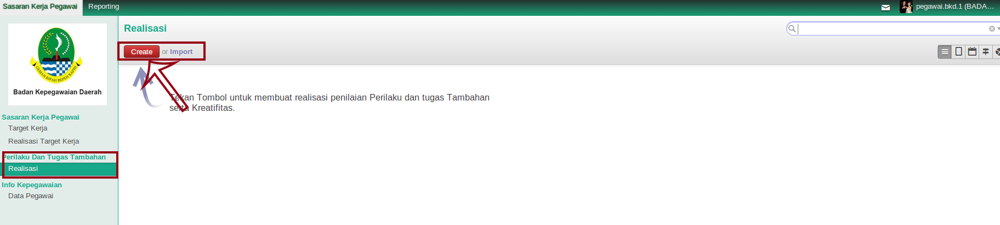 Sasaran Kerja Pegawai
Reporting
pegawai.bkd.1 (BADA...
GEMAH RIPAH REPEH RAPIH
Badan Kepegawaian Daerah
Sasaran Kerja Pegawai
Target Kerja
Realisasi Target Kerja
Perilaku Dan Tugas Tambahan
Realisasi
Info Kepegawaian
Data Pegawai
Realisasi
Create or Import
Tekan Tombol untuk membuat realisasi penilaian Perilaku dan tugas Tambahan
serta Kreatifitas.